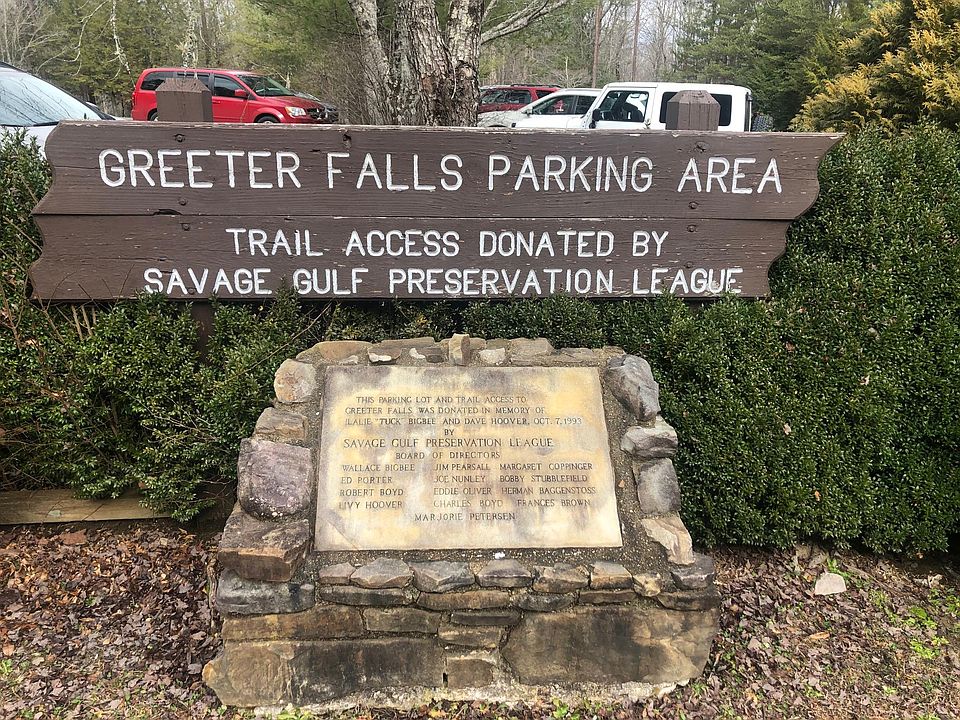 GREETER FALLS PARKING AREA
TRAIL ACCESS DONATED BY
SAVAGE GULF PRESERVATION LEAGUE
THIS PARKING LOT AND TRAIL ACCESS TO
GREETER FALLS WAS DONATED IN MEMORY OF
"TUCK" BIGBEE AND DAVE HOOVER, OCT. 7, 1993
BY
SAVAGE GULF PRESERVATION LEAGUE
BOARD OF DIRECTORS
WALLACE BIGBEE JIM PEARSALL MARGARET COPPINGER
ED PORTER JOE NUNLEY BOBBY STUBBLEFIELD
ROBERT BOYD EDDIE OLIVER HERMAN BAGGENSTOSS
LIVY HOOVER CHARLES BOYD FRANCES BROWN
MARJORIE PETERSEN